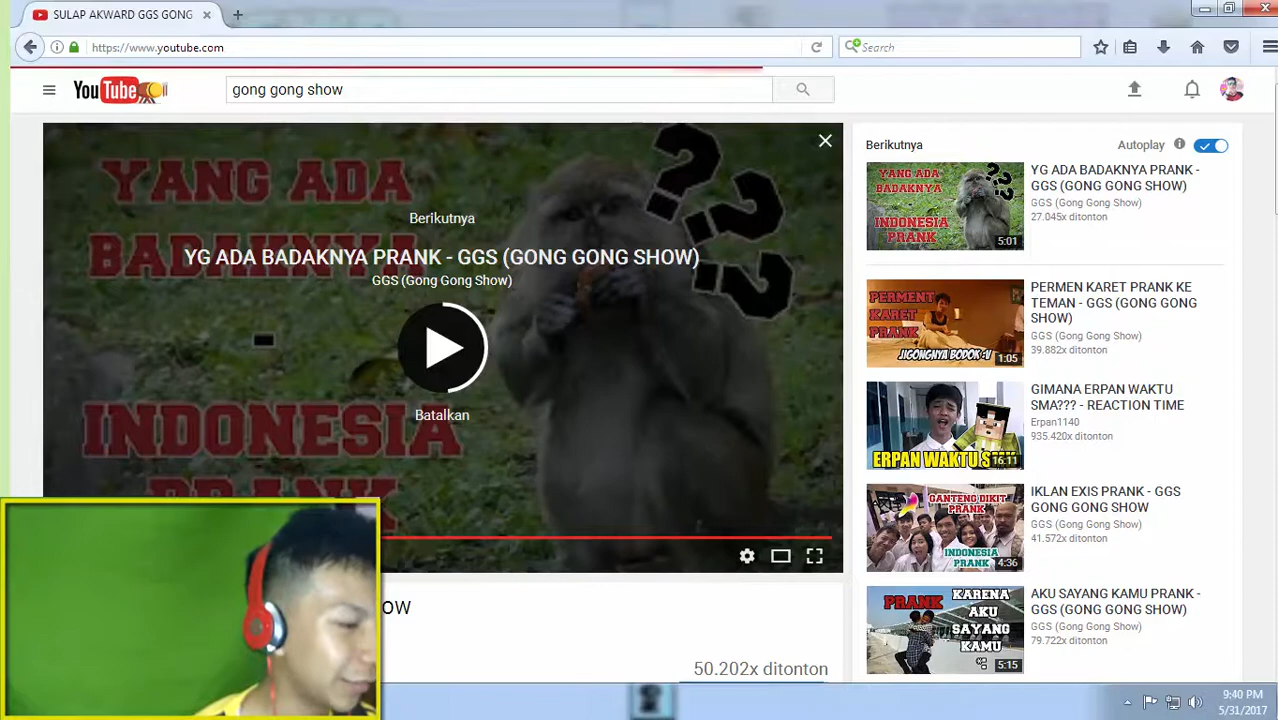 SULAP AKWARD GGS GONG
https://www.youtube.com
Search
YouTube
gong gong show
YANG ADA
BADAKNYA
Berikutnya
YG ADA BADAKNYA PRANK - GGS (GONG GONG SHOW)
GGS (Gong Gong Show)
Batalkan
INDONESIA
PRANK
OW
50.202x ditonton
Berikutnya
Autoplay
YANG ADA
BADAKNYA
???
INDONESIA
PRANK
5:01
YG ADA BADAKNYA PRANK -
GGS (GONG GONG SHOW)
GGS (Gong Gong Show)
27.045x ditonton
PERMENT
KARET
PRANK
JIGONGNYA BODOK :V
1:05
PERMEN KARET PRANK KE
TEMAN - GGS (GONG GONG
SHOW)
GGS (Gong Gong Show)
39.882x ditonton
ERPAN WAKTU SMA
16:11
GIMANA ERPAN WAKTU
SMA??? - REACTION TIME
Erpan1140
935.420x ditonton
GANTENG DIKIT
PRANK
INDONESIA
PRANK
4:36
IKLAN EXIS PRANK - GGS
GONG GONG SHOW
GGS (Gong Gong Show)
41.572x ditonton
PRANK
KARENA
AKU
SAYANG
KAMU
5:15
AKU SAYANG KAMU PRANK -
GGS (GONG GONG SHOW)
GGS (Gong Gong Show)
79.722x ditonton
9:40 PM
5/31/2017